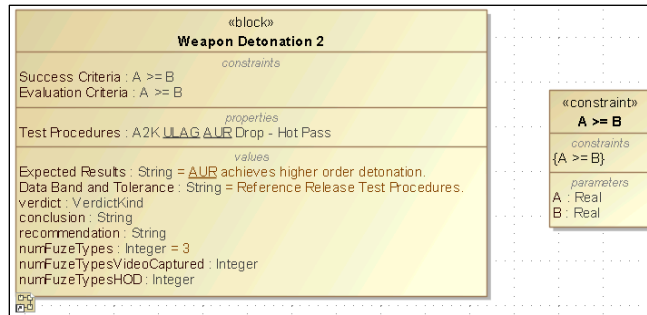 «block»
Weapon Detonation 2
constraints
Success Criteria : A >= B
Evaluation Criteria : A >= B
properties
Test Procedures : A2K ULAG AUR Drop - Hot Pass
values
Expected Results : String = AUR achieves higher order detonation.
Data Band and Tolerance : String = Reference Release Test Procedures.
verdict : VerdictKind
conclusion : String
recommendation : String
numFuzeTypes : Integer = 3
numFuzeTypesVideoCaptured : Integer
numFuzeTypesHOD : Integer
«constraint»
A >= B
constraints
{A >= B}
parameters
A : Real
B : Real